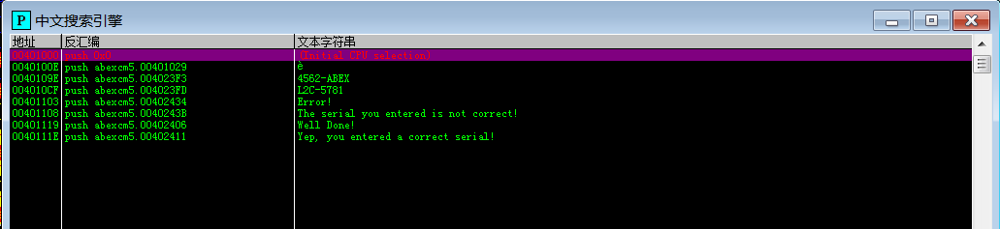 P 中文搜索引擎
地址 反汇编 文本字符串
00401000 push 0x0 (Initial CPU selection)
0040100E push abexcm5.00401029 è
0040109E push abexcm5.004023F3 4562-ABEX
004010CF push abexcm5.004023FD L2C-5781
00401103 push abexcm5.00402434 Error!
00401108 push abexcm5.0040243B The serial you entered is not correct!
00401119 push abexcm5.00402406 Well Done!
0040111E push abexcm5.00402411 Yep, you entered a correct serial!